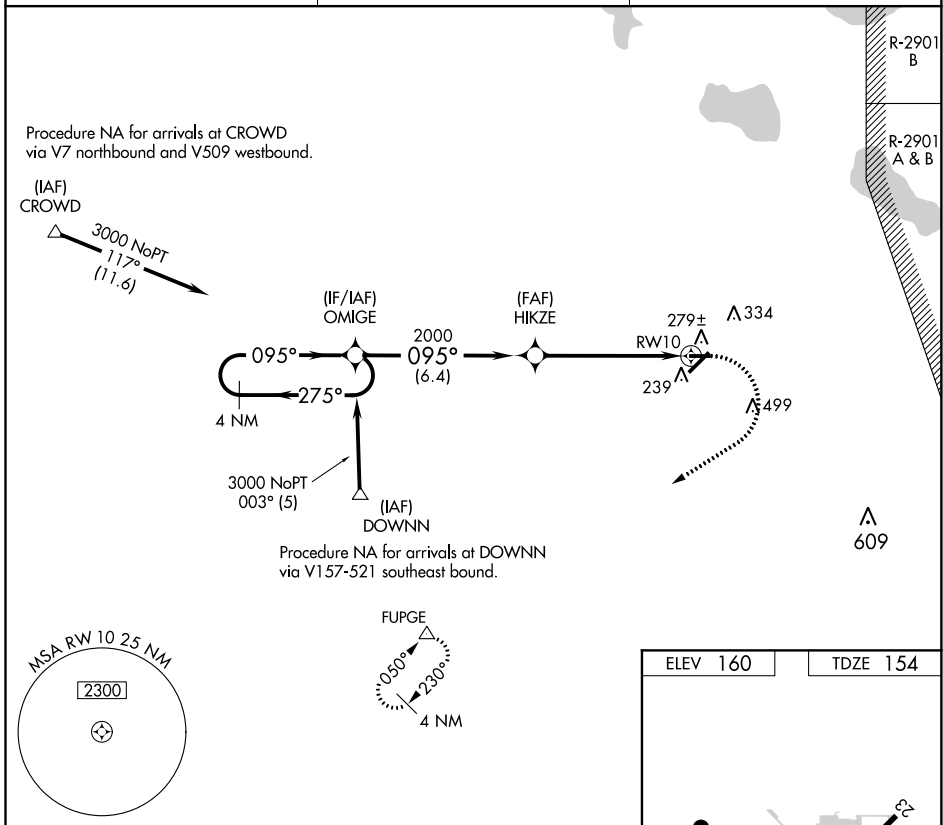 R-2901
B
R-2901
A & B
Procedure NA for arrivals at CROWD
via V7 northbound and V509 westbound.
(IAF)
CROWD
3000 NoPT
117°
(11.6)
(IF/IAF)
OMIGE
(FAF)
HIKZE
279±
334
RW10
2000
095°
095°
(6.4)
239
275°
499
4 NM
3000 NoPT
003° (5)
(IAF)
DOWNN
609
Procedure NA for arrivals at DOWNN
via V157-521 southeast bound.
FUPGE
050°
230°
4 NM
MSA RW 10 25 NM
2300
ELEV 160
TDZE 154
23